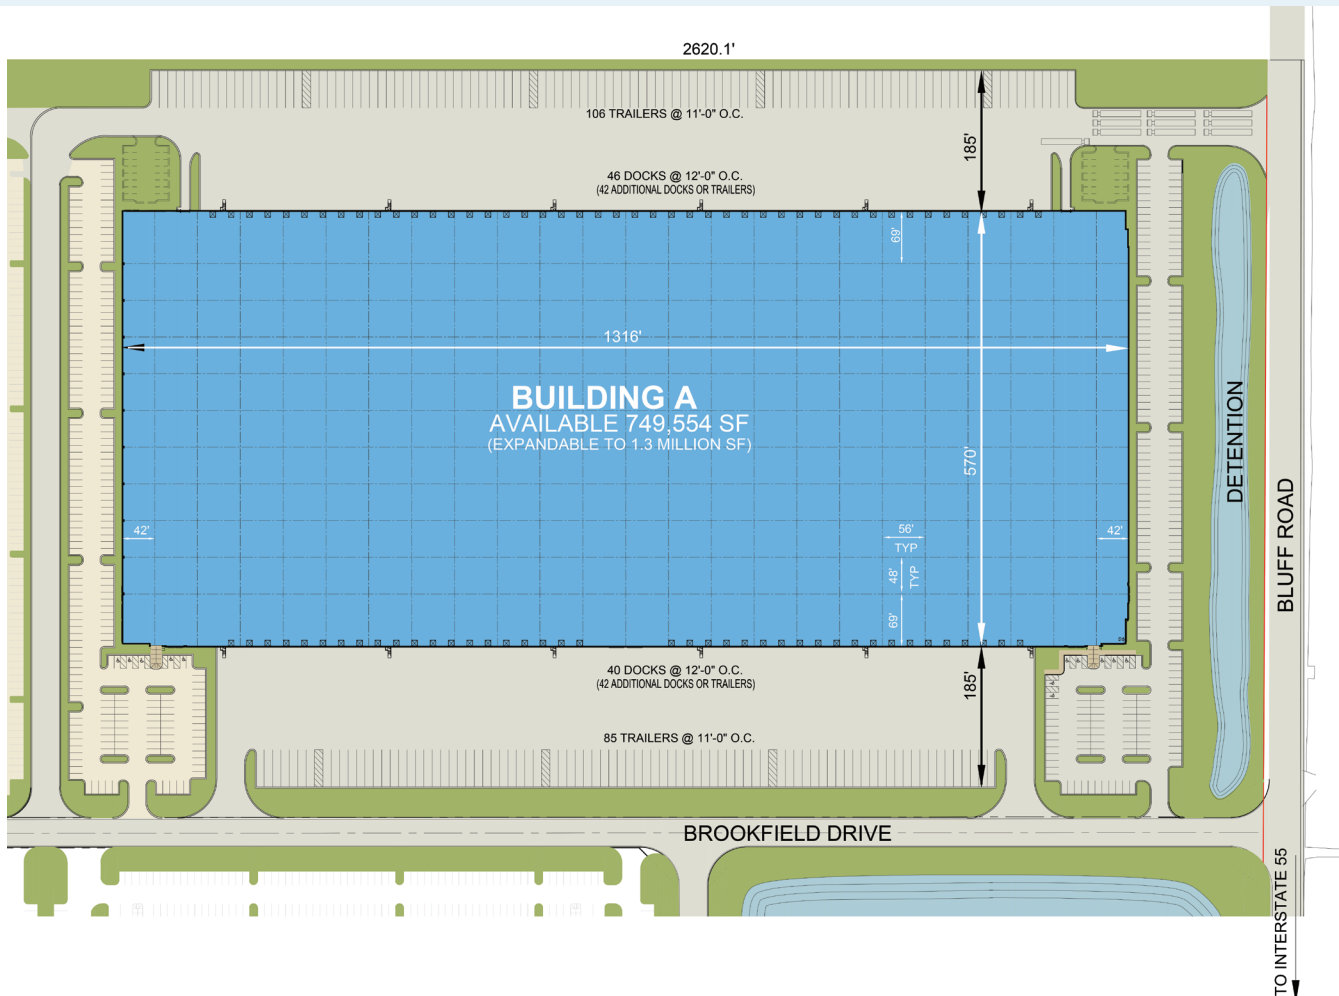 2620.1'
106 TRAILERS @ 11'-0" O.C.
185'
46 DOCKS @ 12'-0" O.C.
(42 ADDITIONAL DOCKS OR TRAILERS)
69'
1316'
BUILDING A
AVAILABLE 749,554 SF
(EXPANDABLE TO 1.3 MILLION SF)
570'
42'
56'
TYP
42'
48'
TYP
69'
DETENTION
BLUFF ROAD
40 DOCKS @ 12'-0" O.C.
(42 ADDITIONAL DOCKS OR TRAILERS)
185'
85 TRAILERS @ 11'-0" O.C.
BROOKFIELD DRIVE
TO INTERSTATE 55